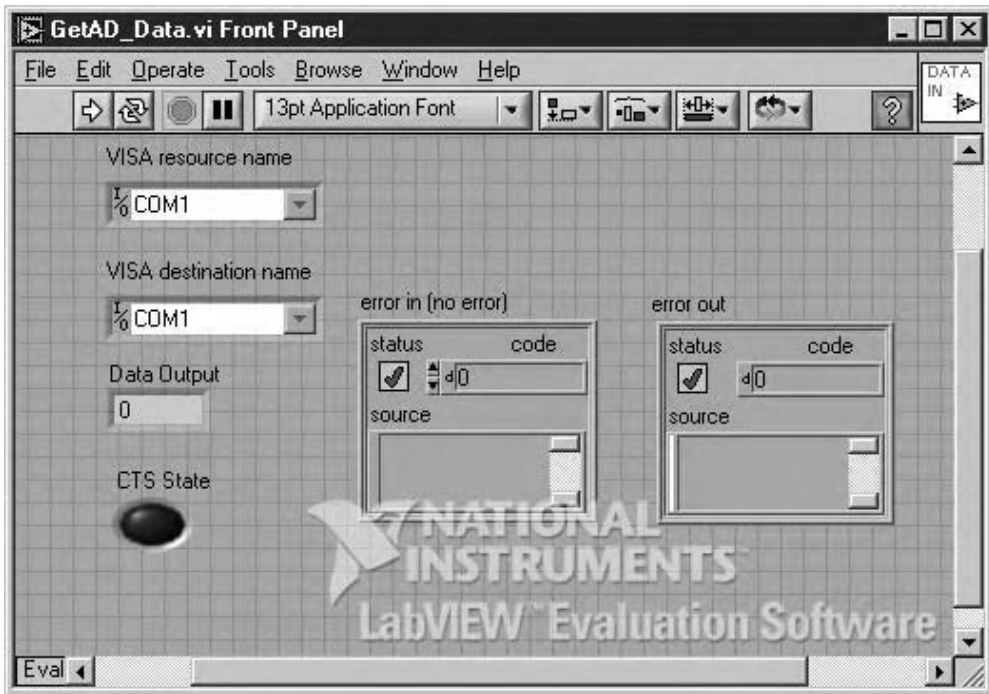 GetAD_Data.vi Front Panel
File Edit Operate Tools Browse Window Help
13pt Application Font
DATA
IN
VISA resource name
I/O COM1
VISA destination name
I/O COM1
Data Output
0
CTS State
error in (no error)
status code
d 0
source
error out
status code
d 0
source
NATIONAL
INSTRUMENTS
LabVIEW™ Evaluation Software
Eval